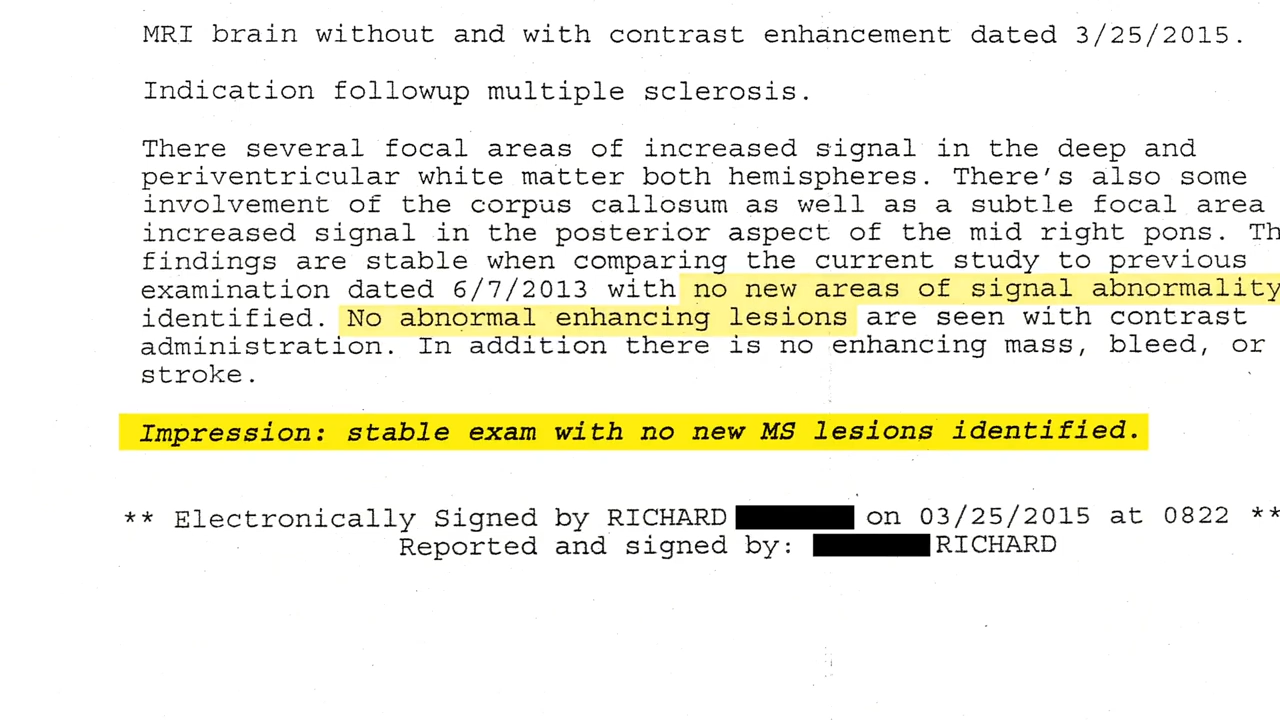 MRI brain without and with contrast enhancement dated 3/25/2015.
Indication followup multiple sclerosis.
There several focal areas of increased signal in the deep and
periventricular white matter both hemispheres. There's also some
involvement of the corpus callosum as well as a subtle focal area
increased signal in the posterior aspect of the mid right pons.
findings are stable when comparing the current study to previous
examination dated 6/7/2013 with no new areas of signal abnormality
identified. No abnormal enhancing lesions are seen with contrast
administration. In addition there is no enhancing mass, bleed, or
stroke.
Impression: stable exam with no new MS lesions identified.
** Electronically Signed by RICHARD on 03/25/2015 at 0822 **
Reported and signed by: RICHARD